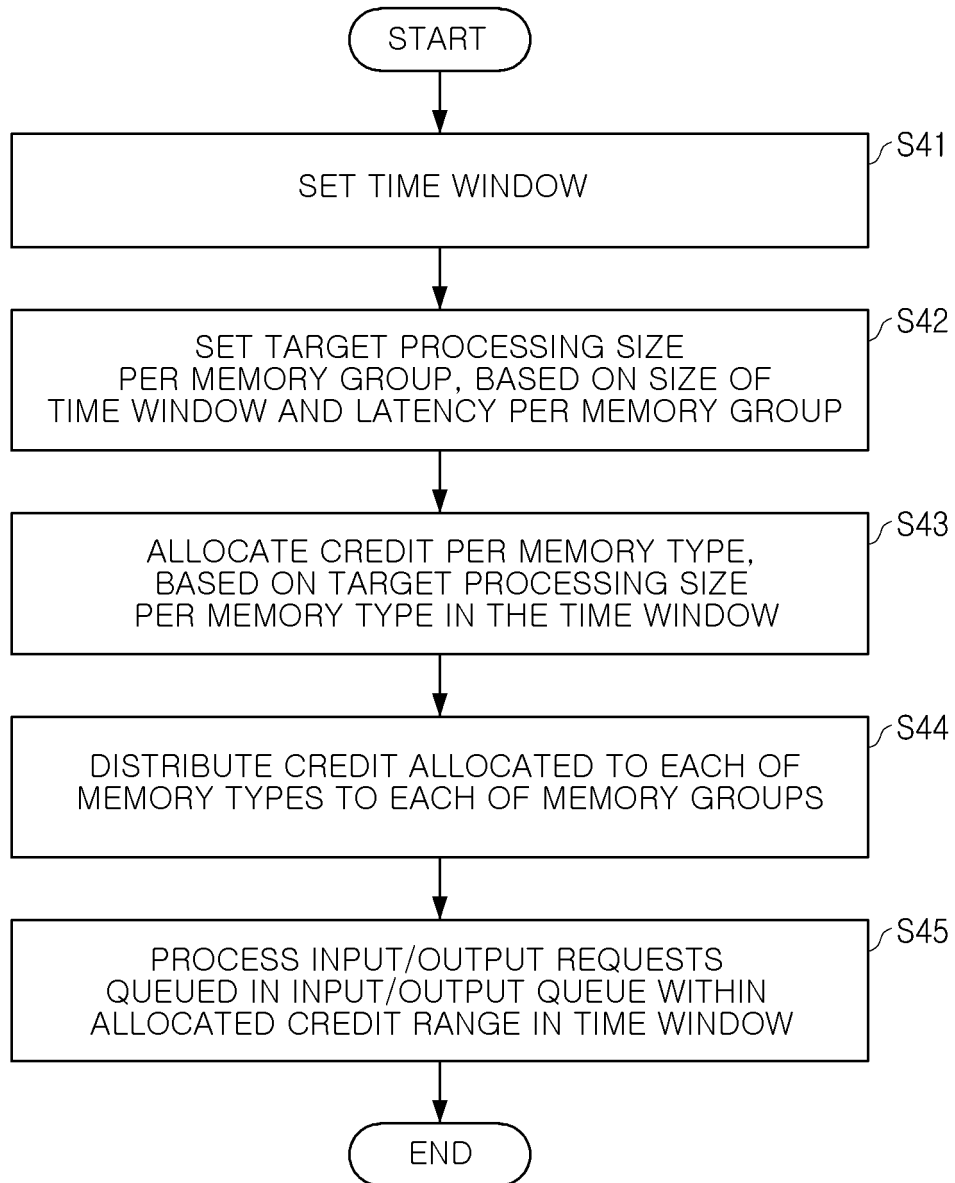 START
S41
SET TIME WINDOW
S42
SET TARGET PROCESSING SIZE
PER MEMORY GROUP, BASED ON SIZE OF
TIME WINDOW AND LATENCY PER MEMORY GROUP
S43
ALLOCATE CREDIT PER MEMORY TYPE,
BASED ON TARGET PROCESSING SIZE
PER MEMORY TYPE IN THE TIME WINDOW
S44
DISTRIBUTE CREDIT ALLOCATED TO EACH OF
MEMORY TYPES TO EACH OF MEMORY GROUPS
S45
PROCESS INPUT/OUTPUT REQUESTS
QUEUED IN INPUT/OUTPUT QUEUE WITHIN
ALLOCATED CREDIT RANGE IN TIME WINDOW
END